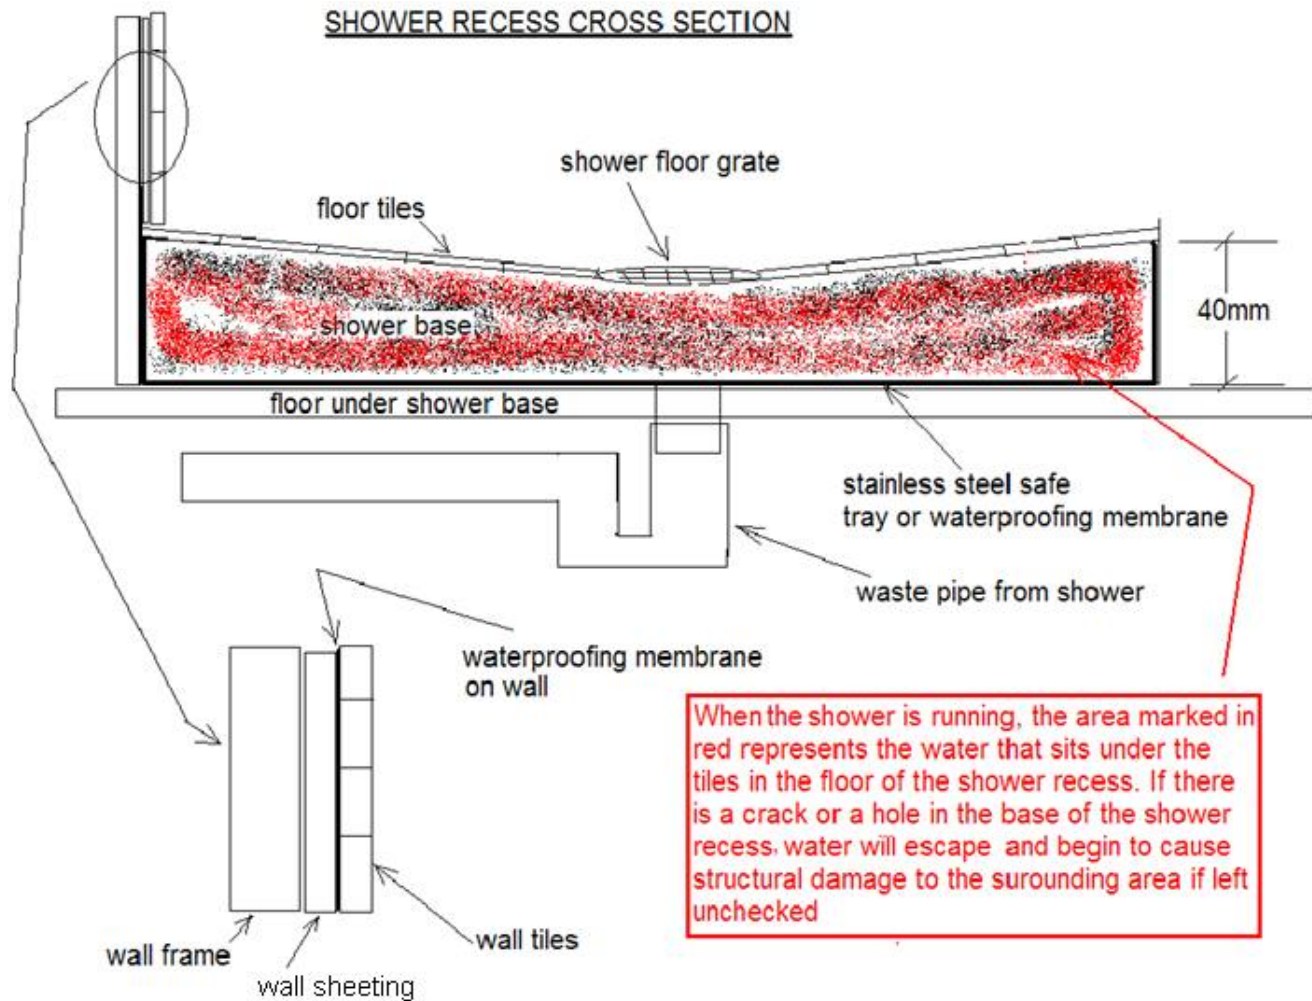 SHOWER RECESS CROSS SECTION
shower floor grate
floor tiles
shower base
40mm
floor under shower base
stainless steel safe
tray or waterproofing membrane
waste pipe from shower
waterproofing membrane
on wall
When the shower is running, the area marked in
red represents the water that sits under the
tiles in the floor of the shower recess. If there
is a crack or a hole in the base of the shower
recess, water will escape and begin to cause
structural damage to the surounding area if left
unchecked
wall tiles
wall frame
wall sheeting